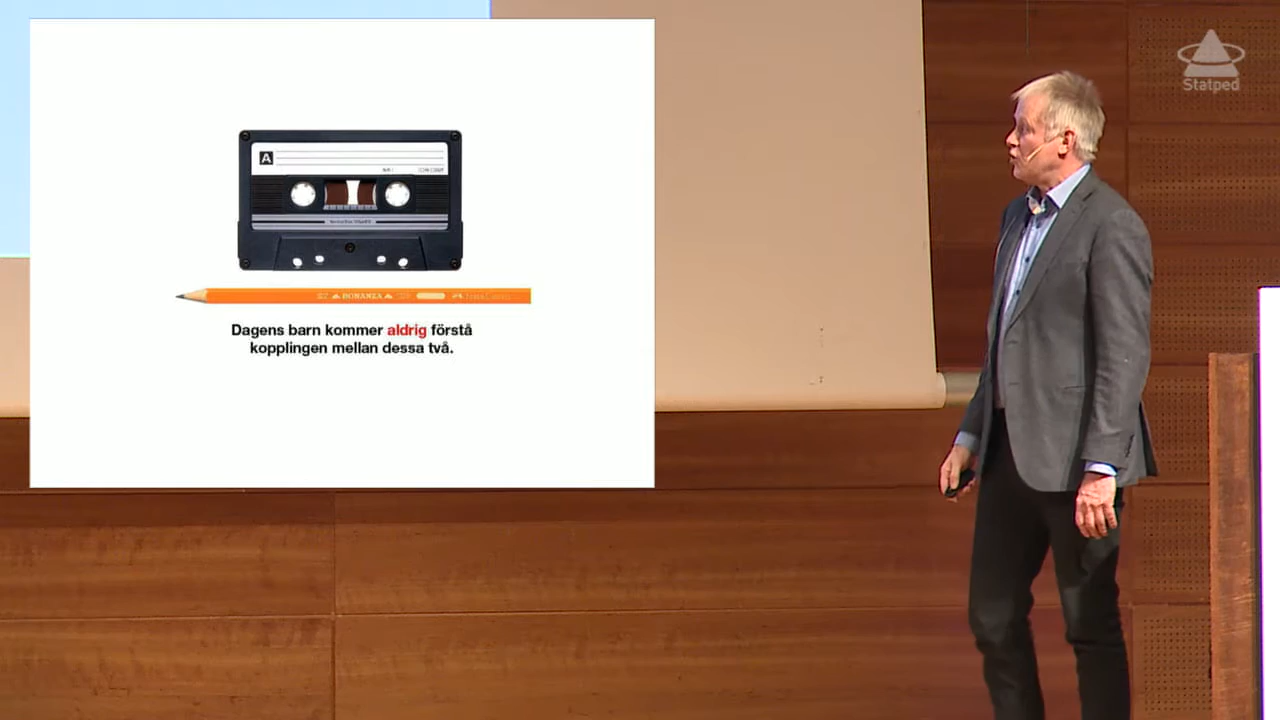 Statped
A
BONANZA
Dagens barn kommer aldrig förstå
kopplingen mellan dessa två.